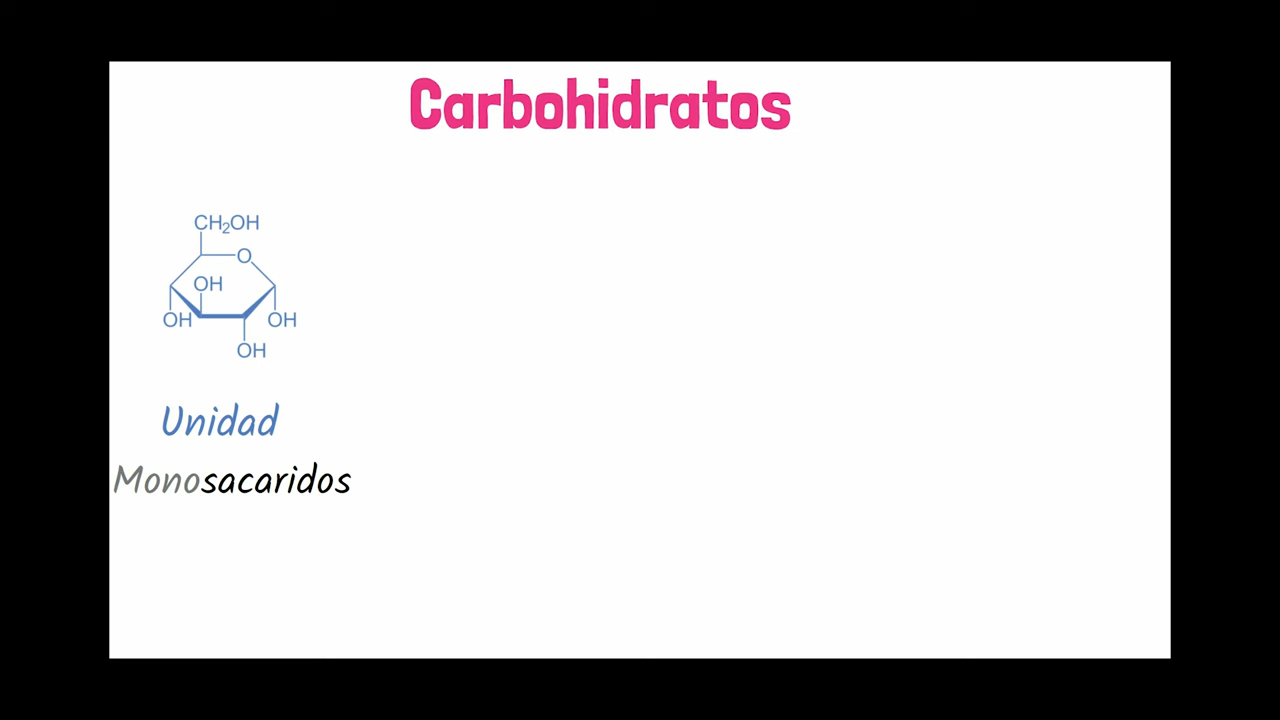 Carbohidratos
CH₂OH
O
OH
OH
OH
OH
Unidad
Monosacaridos